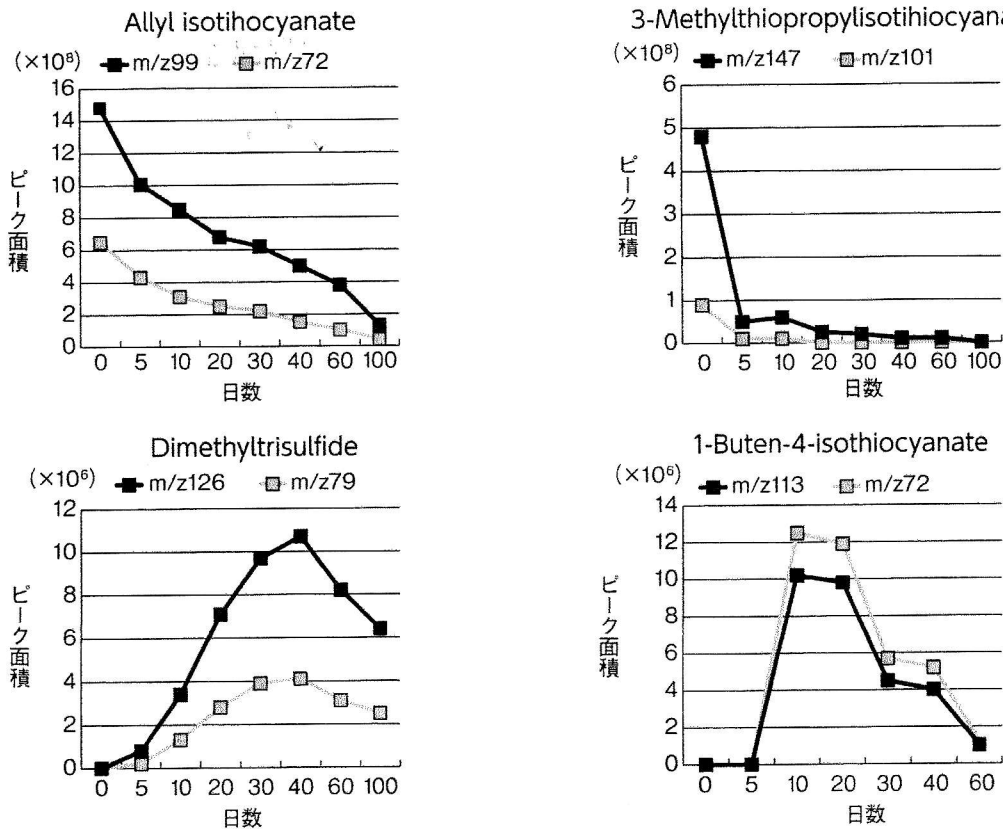 Allyl isotihocyanate
(×10⁸) m/z99 m/z72
16
14
12
10
8
6
4
2
0
ピーク面積
0 5 10 20 30 40 60 100
日数
3-Methylthiopropylisotihiocyana
(×10⁸) m/z147 m/z101
6
5
4
3
2
1
0
ピーク面積
0 5 10 20 30 40 60 100
日数
Dimethyltrisulfide
(×10⁶) m/z126 m/z79
12
10
8
6
4
2
0
ピーク面積
0 5 10 20 30 40 60 100
日数
1-Buten-4-isothiocyanate
(×10⁶) m/z113 m/z72
14
12
10
8
6
4
2
0
ピーク面積
0 5 10 20 30 40 60
日数